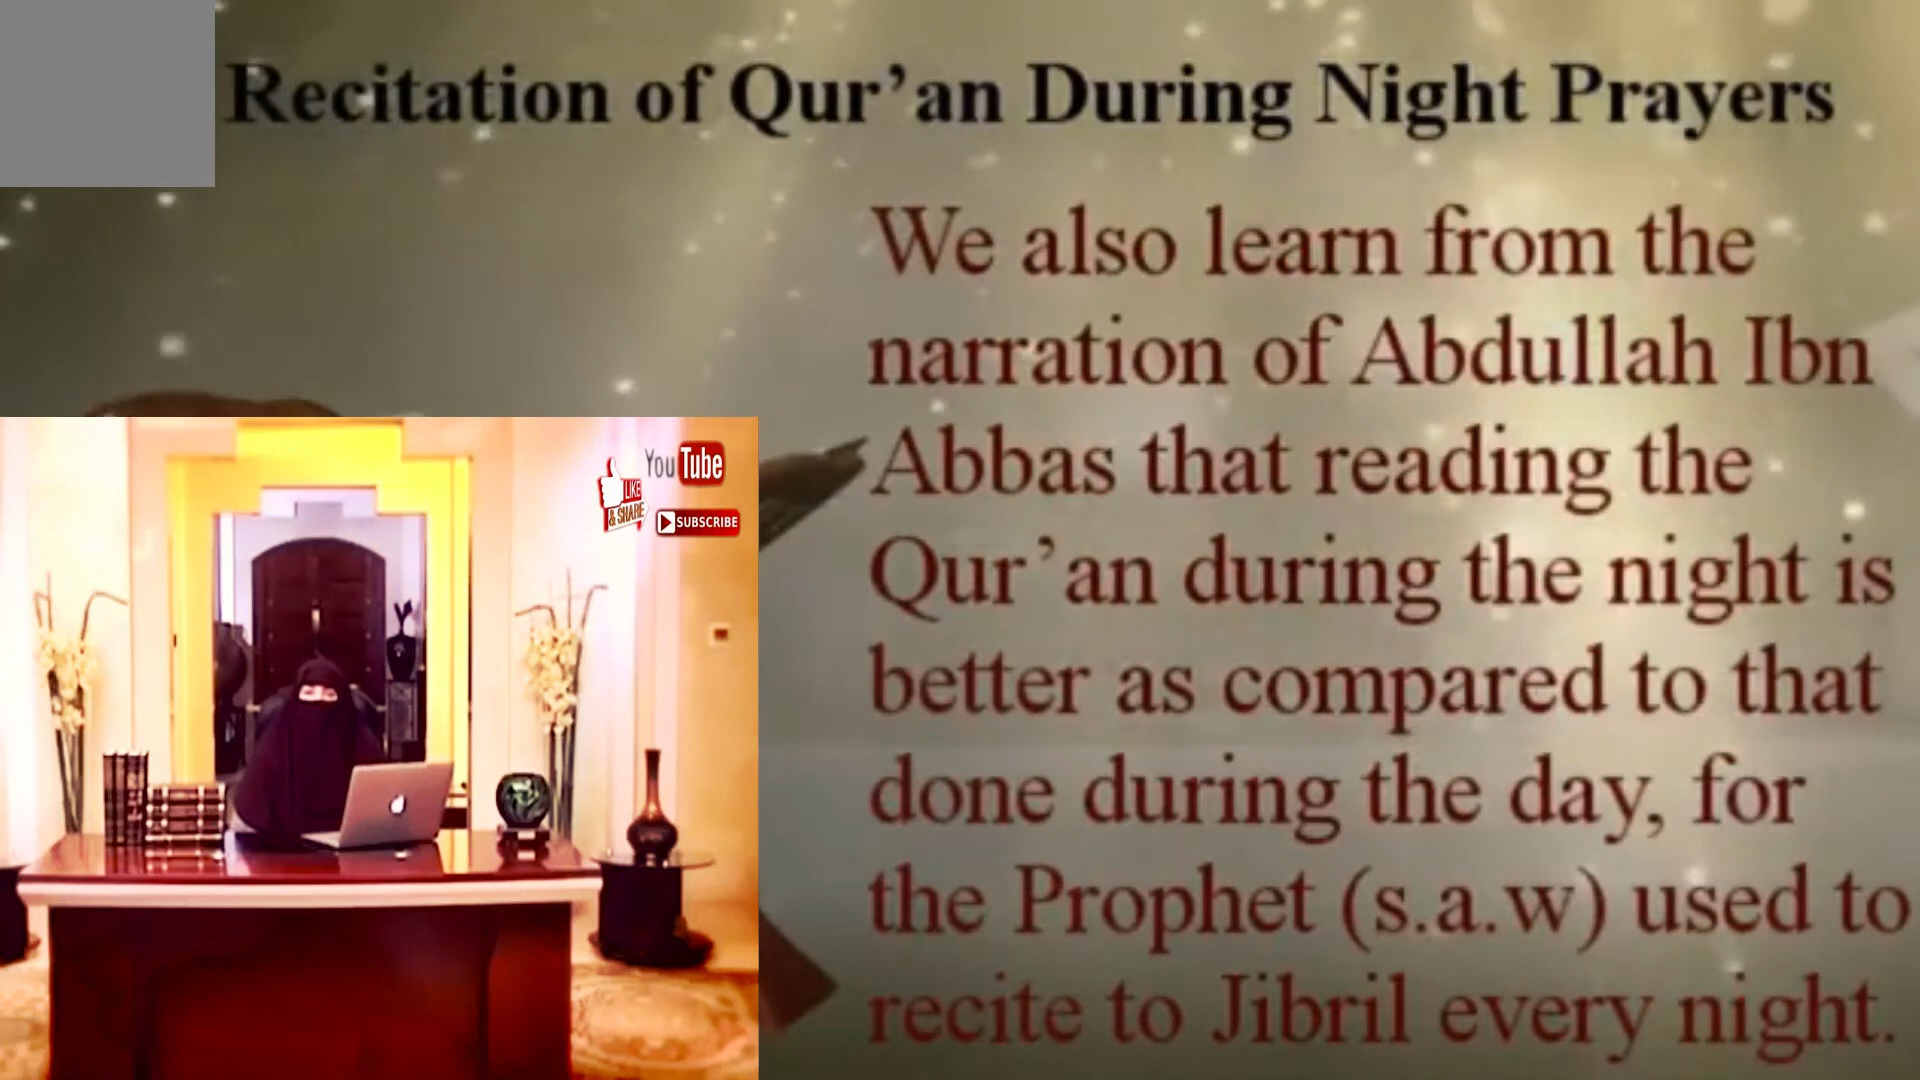 Recitation of Qur’an During Night Prayers
We also learn from the
narration of Abdullah Ibn
Abbas that reading the
Qur’an during the night is
better as compared to that
done during the day, for
the Prophet (s.a.w) used to
recite to Jibril every night.
YouTube
LIKE
& SHARE
SUBSCRIBE